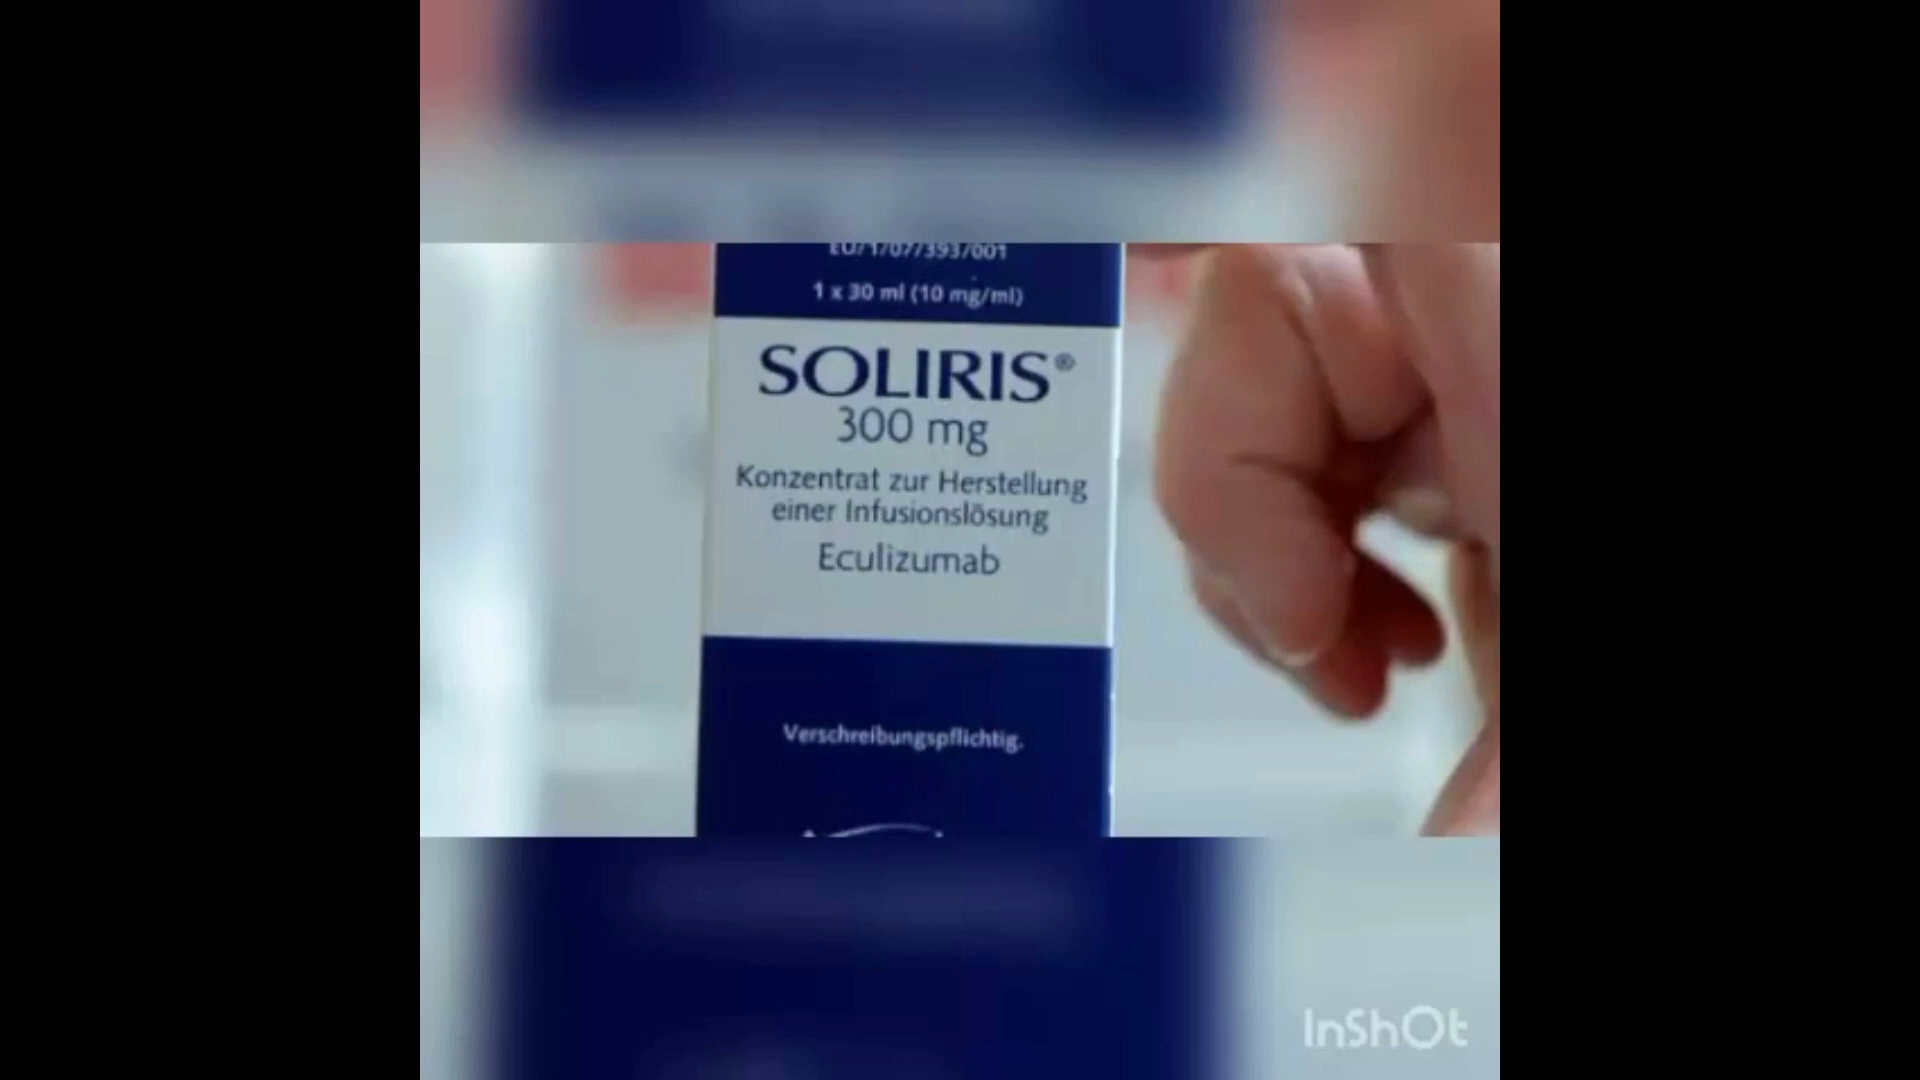 EU/1/07/393/001
1 x 30 ml (10 mg/ml)
SOLIRIS®
300 mg
Konzentrat zur Herstellung
einer Infusionslösung
Eculizumab
Verschreibungspflichtig.
InShOt